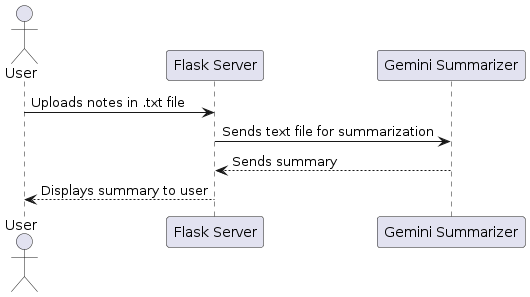 User
Flask Server
Gemini Summarizer
Uploads notes in .txt file
Sends text file for summarization
Sends summary
Displays summary to user
User
Flask Server
Gemini Summarizer